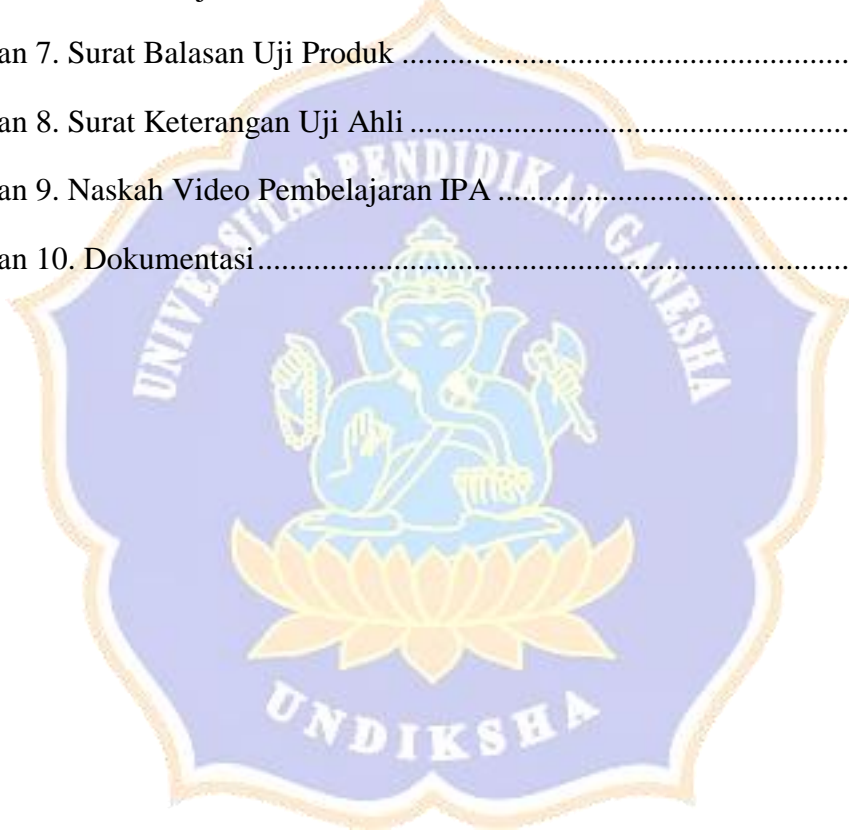 an 7. Surat Balasan Uji Produk ........................................................
an 8. Surat Keterangan Uji Ahli .......................................................
an 9. Naskah Video Pembelajaran IPA ............................................
an 10. Dokumentasi..........................................................................
UNIVERSITAS PENDIDIKAN GANESHA
UNDIKSHA